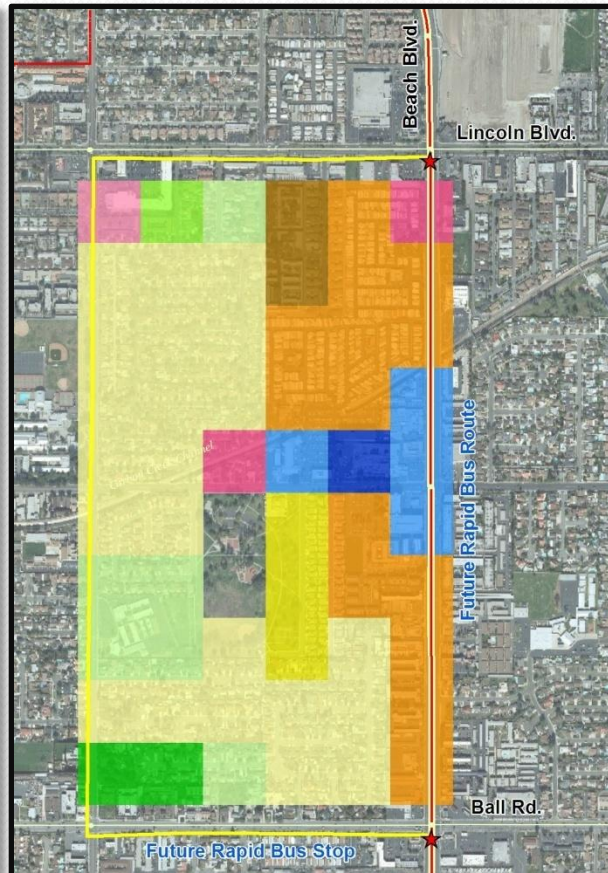 Beach Blvd.
Lincoln Blvd.
Future Rapid Bus Route
Ball Rd.
Future Rapid Bus Stop